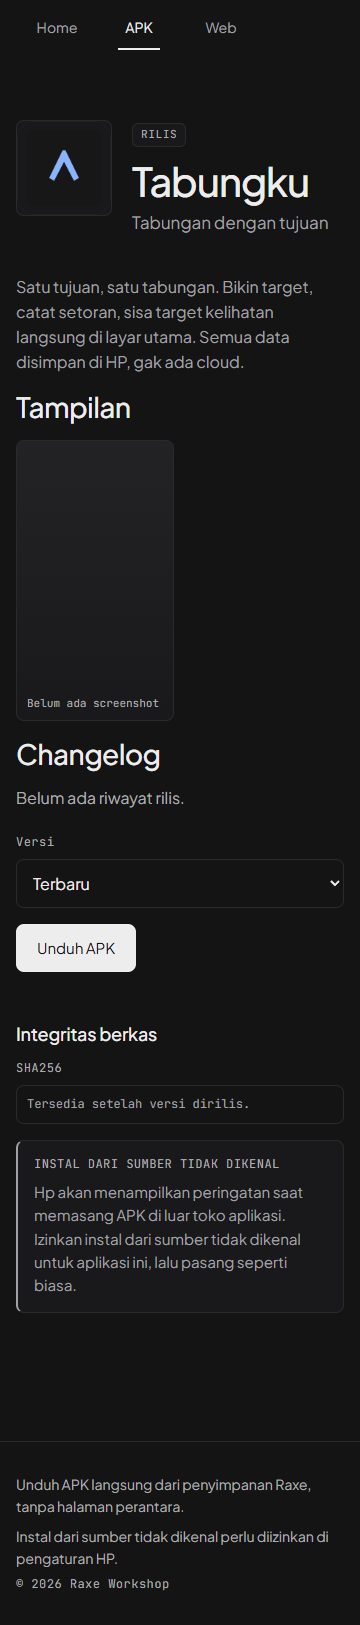 Home APK Web
RILIS
Tabungku
Tabungan dengan tujuan
Satu tujuan, satu tabungan. Bikin target,
catat setoran, sisa target kelihatan
langsung di layar utama. Semua data
disimpan di HP, gak ada cloud.
Tampilan
Belum ada screenshot
Changelog
Belum ada riwayat rilis.
Versi
Terbaru
Unduh APK
Integritas berkas
SHA256
Tersedia setelah versi dirilis.
INSTAL DARI SUMBER TIDAK DIKENAL
Hp akan menampilkan peringatan saat
memasang APK di luar toko aplikasi.
Izinkan instal dari sumber tidak dikenal
untuk aplikasi ini, lalu pasang seperti
biasa.
Unduh APK langsung dari penyimpanan Raxe,
tanpa halaman perantara.
Instal dari sumber tidak dikenal perlu diizinkan di
pengaturan HP.
© 2026 Raxe Workshop